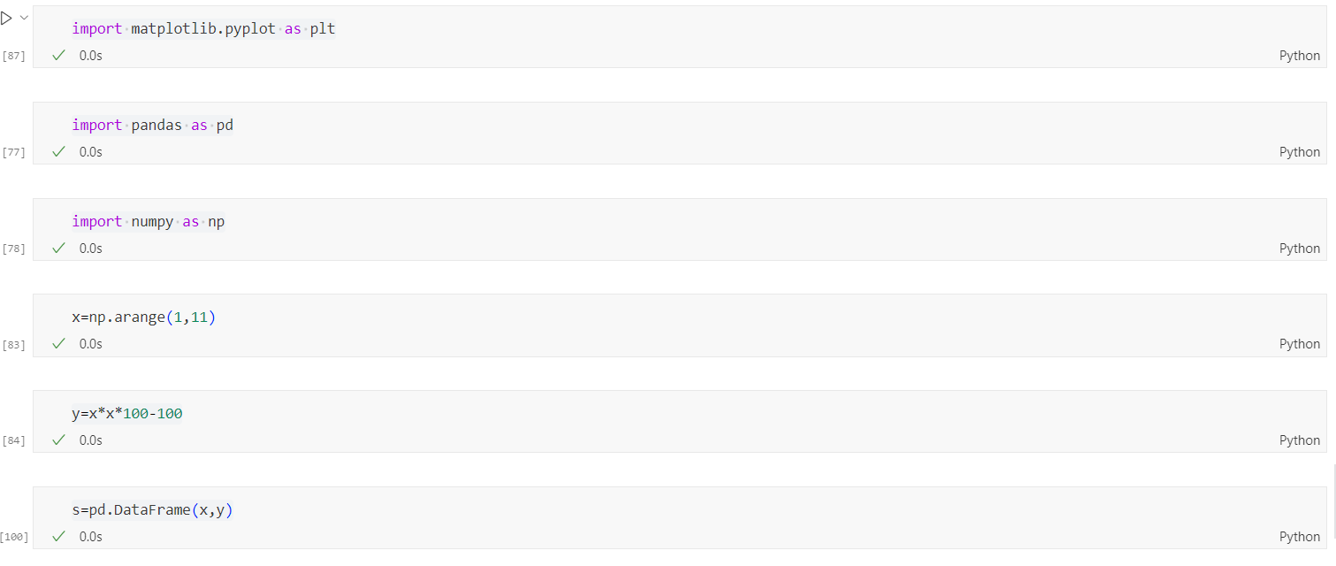 import matplotlib.pyplot as plt
[87] 0.0s Python
import pandas as pd
[77] 0.0s Python
import numpy as np
[78] 0.0s Python
x=np.arange(1,11)
[83] 0.0s Python
y=x*x*100-100
[84] 0.0s Python
s=pd.DataFrame(x,y)
[100] 0.0s Python